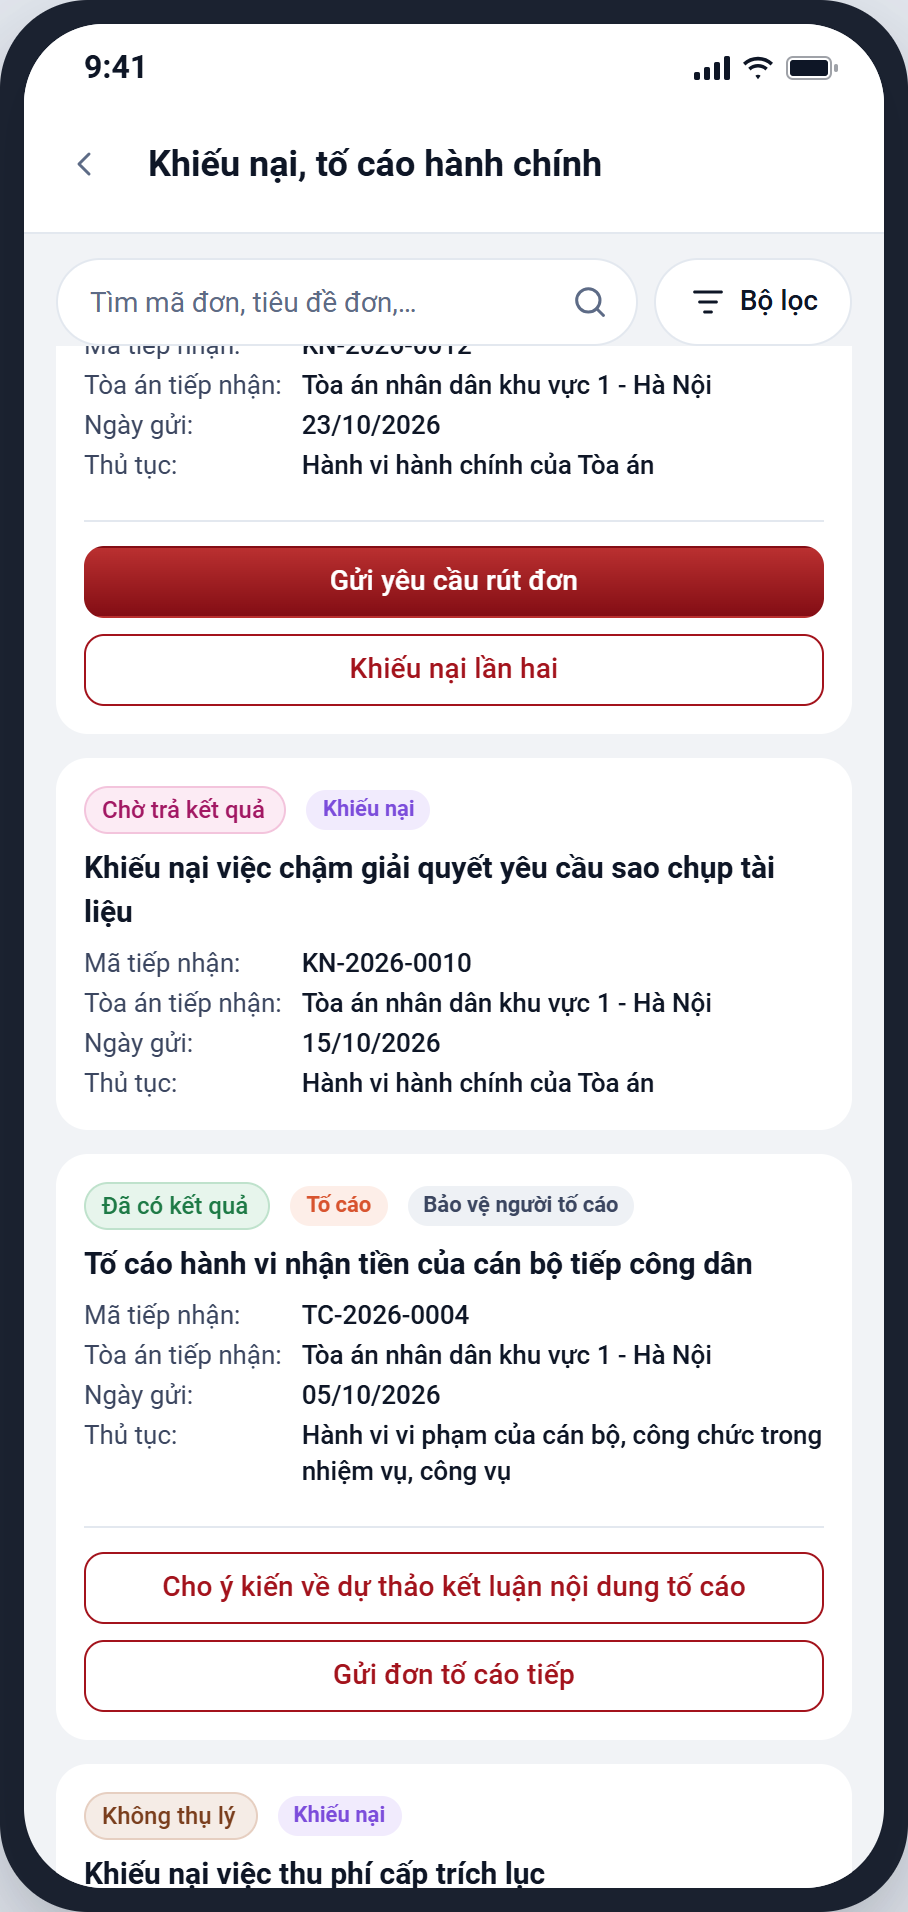 9:41
Khiếu nại, tố cáo hành chính
Tìm mã đơn, tiêu đề đơn,...
Bộ lọc
Mã tiếp nhận: KN-2026-0012
Tòa án tiếp nhận: Tòa án nhân dân khu vực 1 - Hà Nội
Ngày gửi: 23/10/2026
Thủ tục: Hành vi hành chính của Tòa án
Gửi yêu cầu rút đơn
Khiếu nại lần hai
Chờ trả kết quả Khiếu nại
Khiếu nại việc chậm giải quyết yêu cầu sao chụp tài
liệu
Mã tiếp nhận: KN-2026-0010
Tòa án tiếp nhận: Tòa án nhân dân khu vực 1 - Hà Nội
Ngày gửi: 15/10/2026
Thủ tục: Hành vi hành chính của Tòa án
Đã có kết quả Tố cáo Bảo vệ người tố cáo
Tố cáo hành vi nhận tiền của cán bộ tiếp công dân
Mã tiếp nhận: TC-2026-0004
Tòa án tiếp nhận: Tòa án nhân dân khu vực 1 - Hà Nội
Ngày gửi: 05/10/2026
Thủ tục: Hành vi vi phạm của cán bộ, công chức trong
nhiệm vụ, công vụ
Cho ý kiến về dự thảo kết luận nội dung tố cáo
Gửi đơn tố cáo tiếp
Không thụ lý Khiếu nại
Khiếu nại việc thu phí cấp trích lục